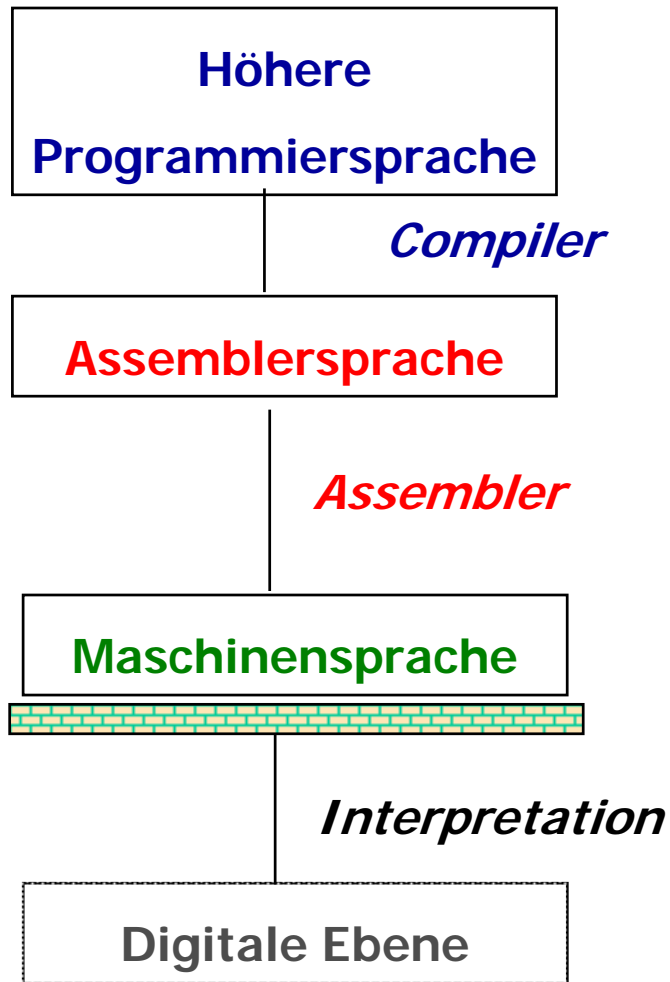 Höhere
Programmiersprache
Compiler
Assemblersprache
Assembler
Maschinensprache
Interpretation
Digitale Ebene